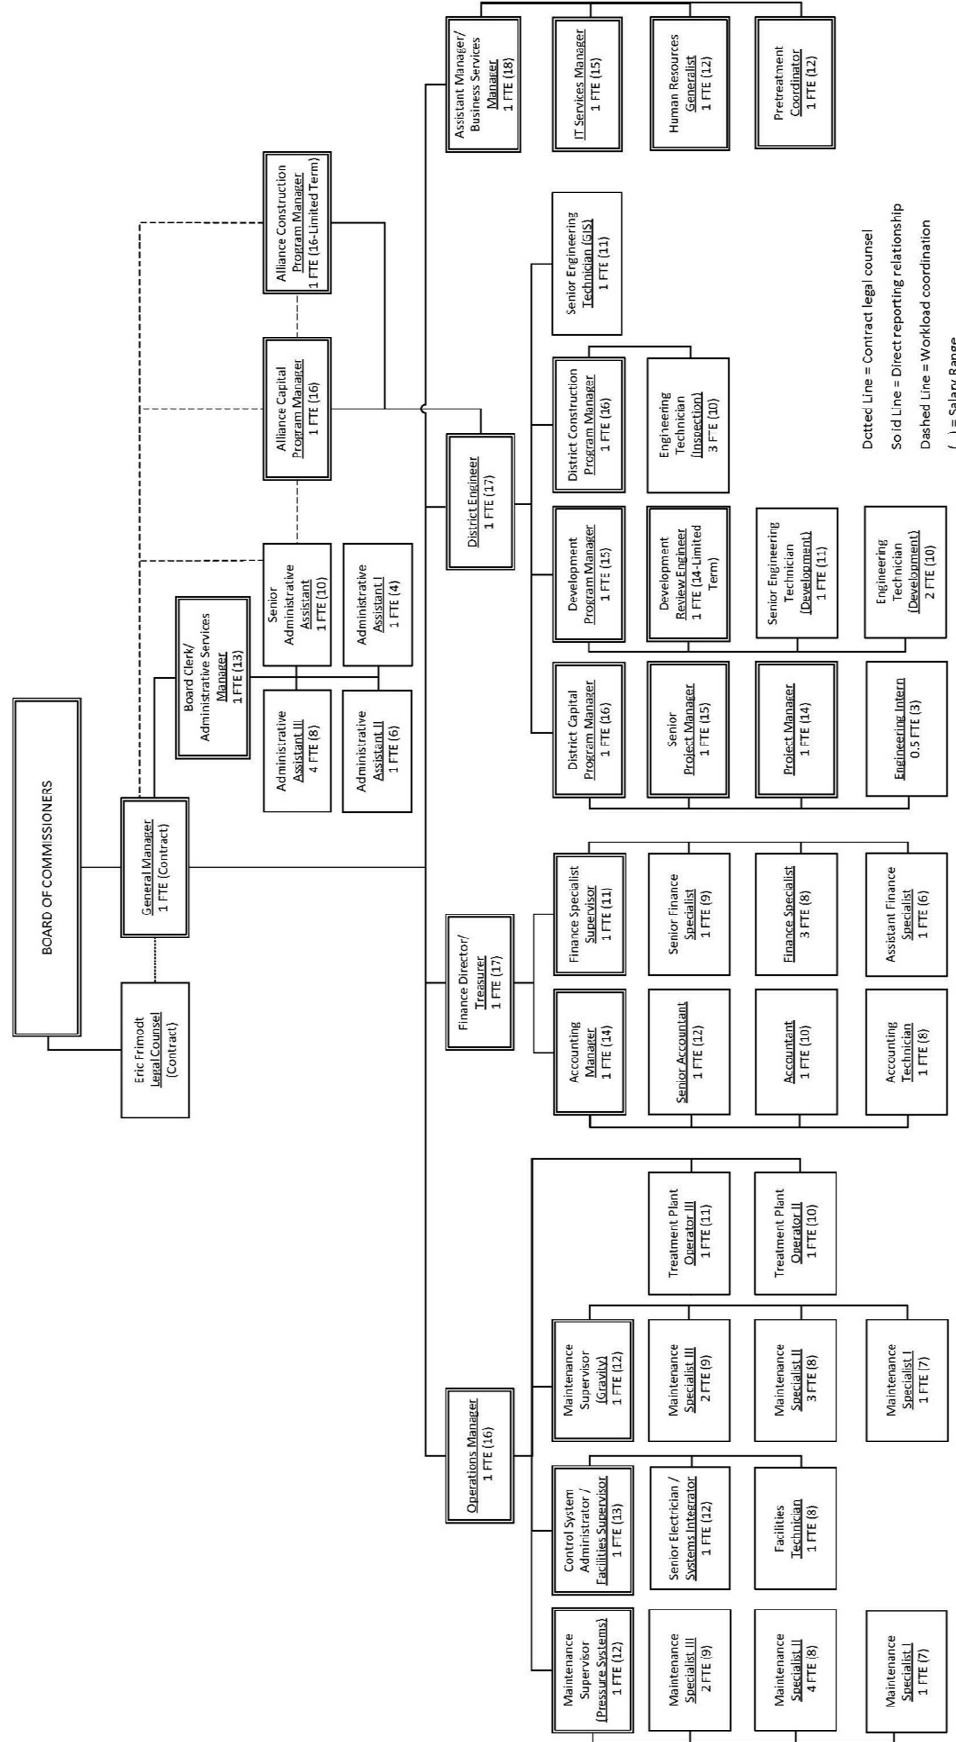 BOARD OF COMMISSIONERS
Eric Frimodt
Legal Counsel
(Contract)
General Manager
1 FTE (Contract)
Board Clerk/
Administrative Services
Manager
1 FTE (13)
Administrative
Assistant III
4 FTE (8)
Senior
Administrative
Assistant
1 FTE (10)
Administrative
Assistant II
1 FTE (6)
Administrative
Assistant I
1 FTE (4)
Alliance Capital
Program Manager
1 FTE (16)
Alliance Construction
Program Manager
1 FTE (16-Limited Term)
Operations Manager
1 FTE (16)
Finance Director/
Treasurer
1 FTE (17)
District Engineer
1 FTE (17)
Assistant Manager/
Business Services
Manager
1 FTE (18)
Maintenance
Supervisor
(Pressure Systems)
1 FTE (12)
Maintenance
Specialist III
2 FTE (9)
Maintenance
Specialist II
4 FTE (8)
Maintenance
Specialist I
1 FTE (7)
Control System
Administrator /
Facilities Supervisor
1 FTE (13)
Senior Electrician /
Systems Integrator
1 FTE (12)
Facilities
Technician
1 FTE (8)
Maintenance
Supervisor
(Gravity)
1 FTE (12)
Maintenance
Specialist III
2 FTE (9)
Maintenance
Specialist II
3 FTE (8)
Maintenance
Specialist I
1 FTE (7)
Treatment Plant
Operator III
1 FTE (11)
Treatment Plant
Operator II
1 FTE (10)
Accounting
Manager
1 FTE (14)
Senior Accountant
1 FTE (12)
Accountant
1 FTE (10)
Accounting
Technician
1 FTE (8)
Finance Specialist
Supervisor
1 FTE (11)
Senior Finance
Specialist
1 FTE (9)
Finance Specialist
3 FTE (8)
Assistant Finance
Specialist
1 FTE (6)
District Capital
Program Manager
1 FTE (16)
Senior
Project Manager
1 FTE (15)
Project Manager
1 FTE (14)
Engineering Intern
0.5 FTE (3)
Development
Program Manager
1 FTE (15)
Development
Review Engineer
1 FTE (14-Limited
Term)
Senior Engineering
Technician
(Development)
1 FTE (11)
Engineering
Technician
(Development)
2 FTE (10)
District Construction
Program Manager
1 FTE (16)
Engineering
Technician
(Inspection)
3 FTE (10)
Senior Engineering
Technician (GIS)
1 FTE (11)
IT Services Manager
1 FTE (15)
Human Resources
Generalist
1 FTE (12)
Pretreatment
Coordinator
1 FTE (12)
Dotted Line = Contract legal counsel
Solid Line = Direct reporting relationship
Dashed Line = Workload coordination
( ) = Salary Range